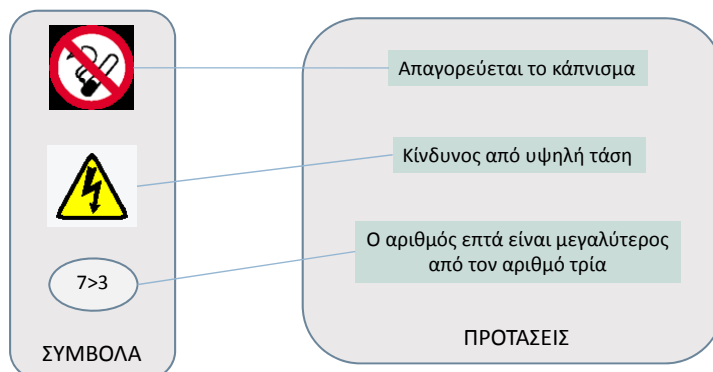 Απαγορεύεται το κάπνισμα
Κίνδυνος από υψηλή τάση
Ο αριθμός επτά είναι μεγαλύτερος
από τον αριθμό τρία
7>3
ΣΥΜΒΟΛΑ
ΠΡΟΤΑΣΕΙΣ